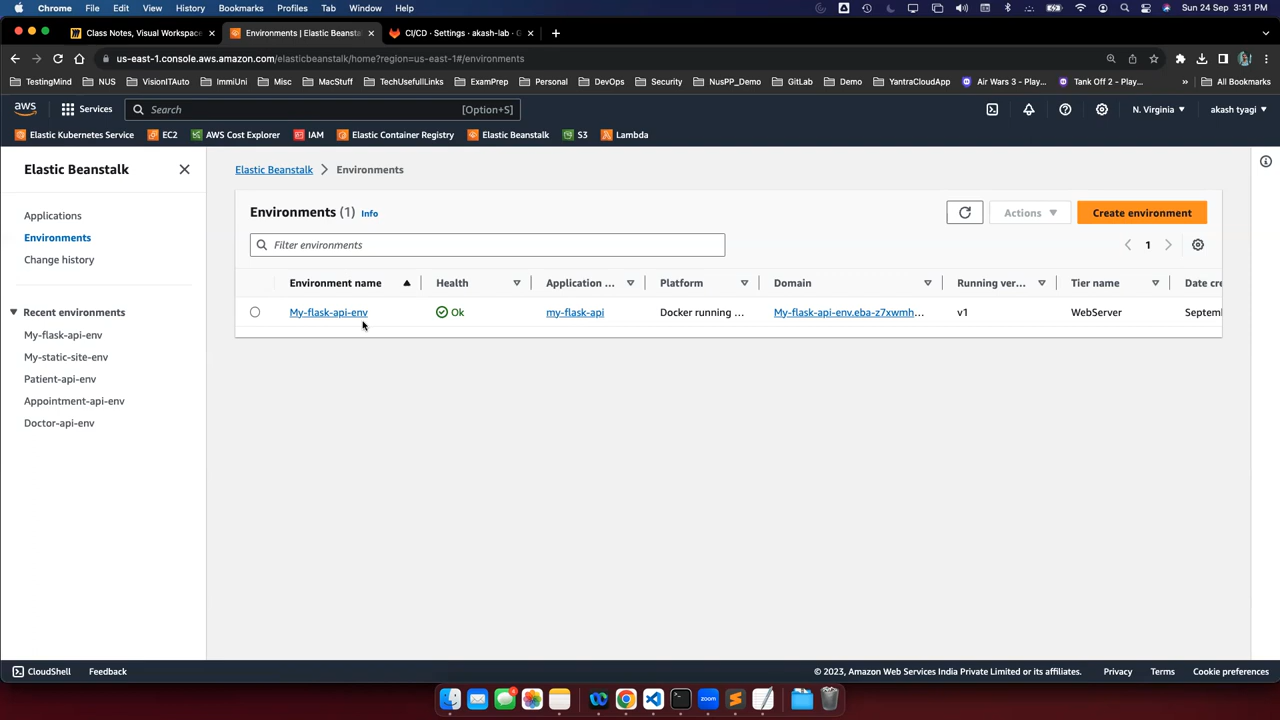 Chrome File Edit View History Bookmarks Profiles Tab Window Help Sun 24 Sep 3:31 PM
Class Notes, Visual Workspace Environments | Elastic Beansta CI/CD · Settings · akash-lab · G
us-east-1.console.aws.amazon.com/elasticbeanstalk/home?region=us-east-1#/environments
TestingMind NUS VisionITAuto ImmiUni Misc MacStuff TechUsefulLinks ExamPrep Personal DevOps Security NusPP_Demo GitLab Demo YantraCloudApp Air Wars 3 - Play... Tank Off 2 - Play... » All Bookmarks
aws Services Search [Option+S] N. Virginia akash tyagi
Elastic Kubernetes Service EC2 AWS Cost Explorer IAM Elastic Container Registry Elastic Beanstalk S3 Lambda
Elastic Beanstalk
Applications
Environments
Change history
Recent environments
My-flask-api-env
My-static-site-env
Patient-api-env
Appointment-api-env
Doctor-api-env
Elastic Beanstalk Environments
Environments (1) Info Actions Create environment
Filter environments 1
Environment name Health Application ... Platform Domain Running ver... Tier name Date cre
My-flask-api-env Ok my-flask-api Docker running ... My-flask-api-env.eba-z7xwmh... v1 WebServer Septem
CloudShell Feedback © 2023, Amazon Web Services India Private Limited or its affiliates. Privacy Terms Cookie preferences
zoom